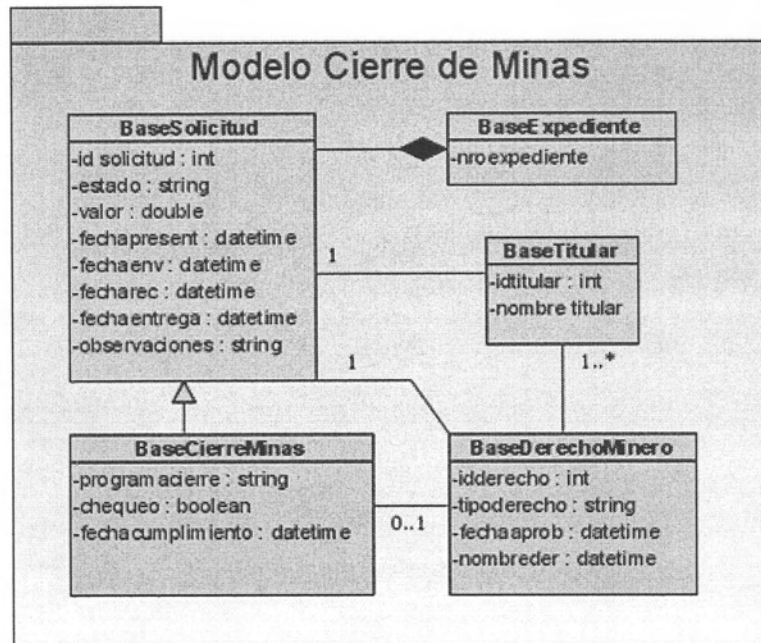 Modelo Cierre de Minas
BaseSolicitud
-id solicitud : int
-estado : string
-valor : double
-fechapresent : datetime
-fechaenv : datetime
-fecharec : datetime
-fechaentrega : datetime
-observaciones : string
BaseExpediente
-nroexpediente
1
BaseTitular
-idtitular : int
-nombre titular
1..*
1
BaseCierreMinas
-programacierre : string
-chequeo : boolean
-fechacumplimiento : datetime
0..1
BaseDerechoMinero
-idderecho : int
-tipoderecho : string
-fechaaprob : datetime
-nombreder : datetime